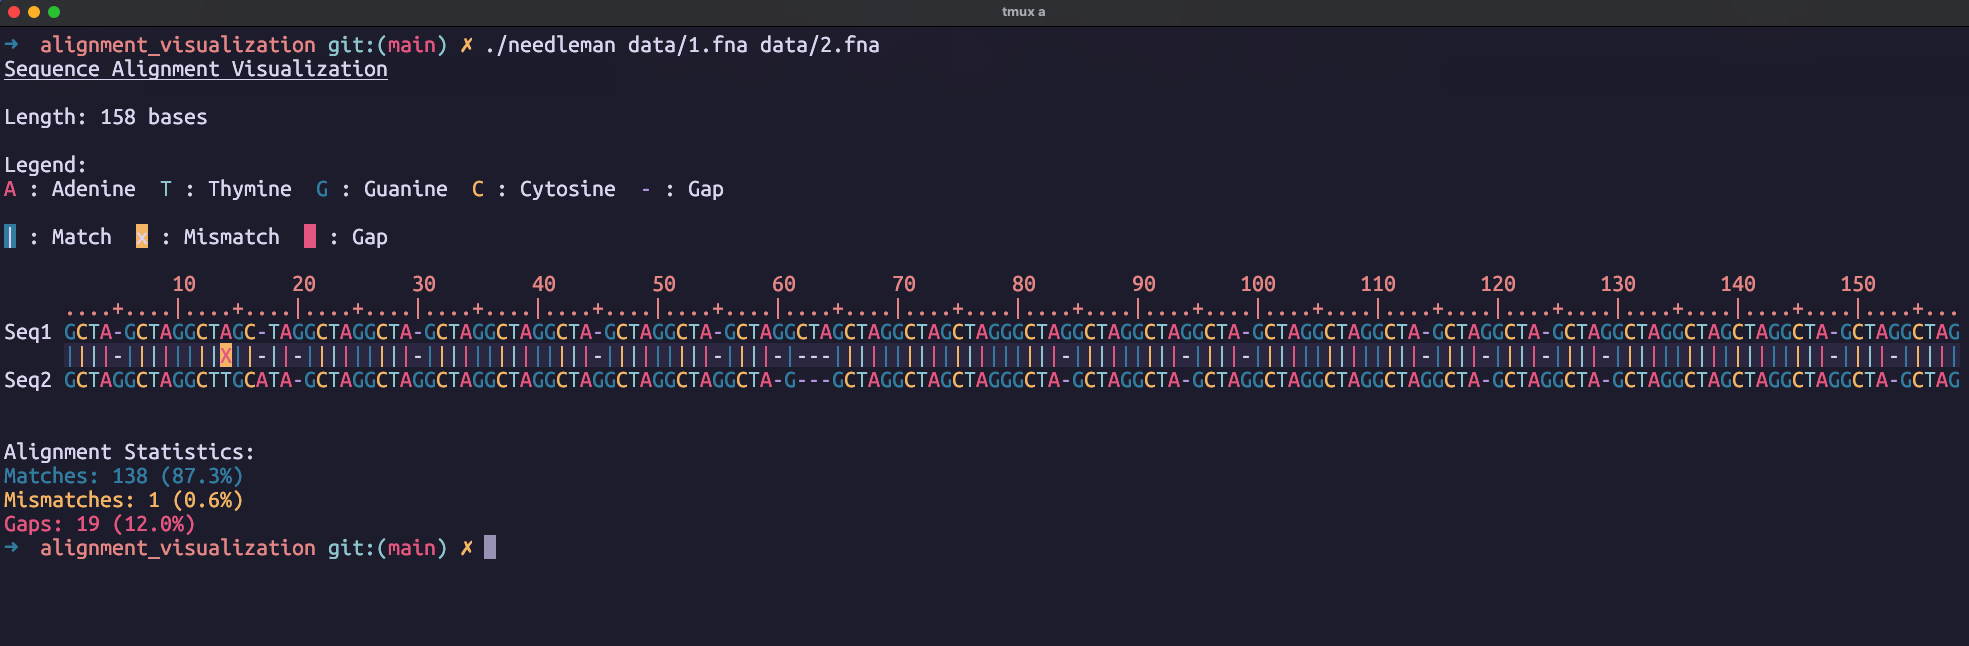 tmux a
➜ alignment_visualization git:(main) ✗ ./needleman data/1.fna data/2.fna
Sequence Alignment Visualization
Length: 158 bases
Legend:
A : Adenine T : Thymine G : Guanine C : Cytosine - : Gap
| : Match x : Mismatch : Gap
10 20 30 40 50 60 70 80 90 100 110 120 130 140 150
....+....|....+....|....+....|....+....|....+....|....+....|....+....|....+....|....+....|....+....|....+....|....+....|....+....|....+....|....+....|....+...
Seq1 GCTA-GCTAGGCTAGC-TAGGCTAGGCTA-GCTAGGCTAGGCTA-GCTAGGCTA-GCTAGGCTAGCTAGGCTAGCTAGGGCTAGGCTAGGCTAGGCTA-GCTAGGCTAGGCTA-GCTAGGCTA-GCTAGGCTAGGCTAGCTAGGCTA-GCTAGGCTAG
||||-||||||||X||-||-|||||||||-||||||||||||||-|||||||||-||||-|---|||||||||||||||||||-|||||||||-||||-||||||||||||||-||||-||||-||||-||||||||||||||||||-||||-|||||
Seq2 GCTAGGCTAGGCTTGCATA-GCTAGGCTAGGCTAGGCTAGGCTAGGCTAGGCTAGGCTA-G---GCTAGGCTAGCTAGGGCTA-GCTAGGCTA-GCTAGGCTAGGCTAGGCTAGGCTAGGCTA-GCTAGGCTA-GCTAGGCTAGCTAGGCTAGGCTA-GCTAG
Alignment Statistics:
Matches: 138 (87.3%)
Mismatches: 1 (0.6%)
Gaps: 19 (12.0%)
➜ alignment_visualization git:(main) ✗